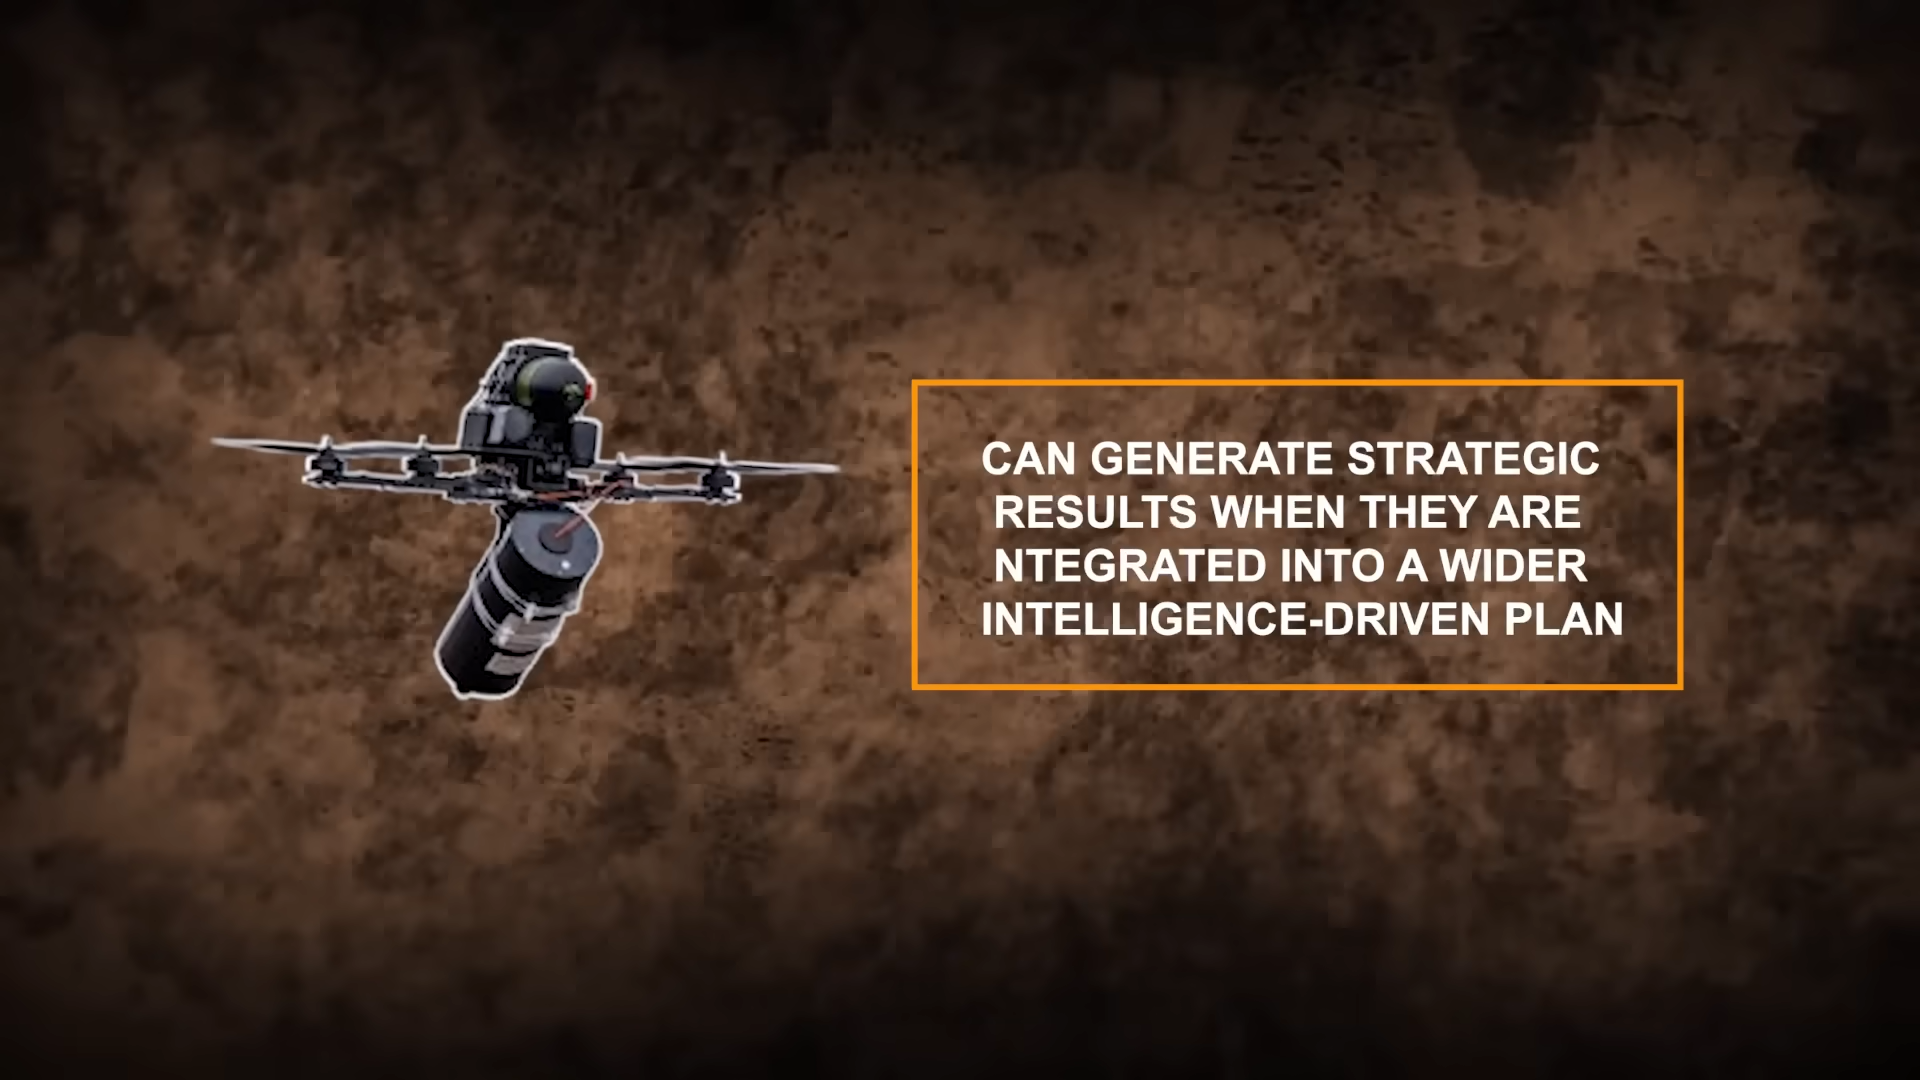 CAN GENERATE STRATEGIC
RESULTS WHEN THEY ARE
NTEGRATED INTO A WIDER
INTELLIGENCE-DRIVEN PLAN